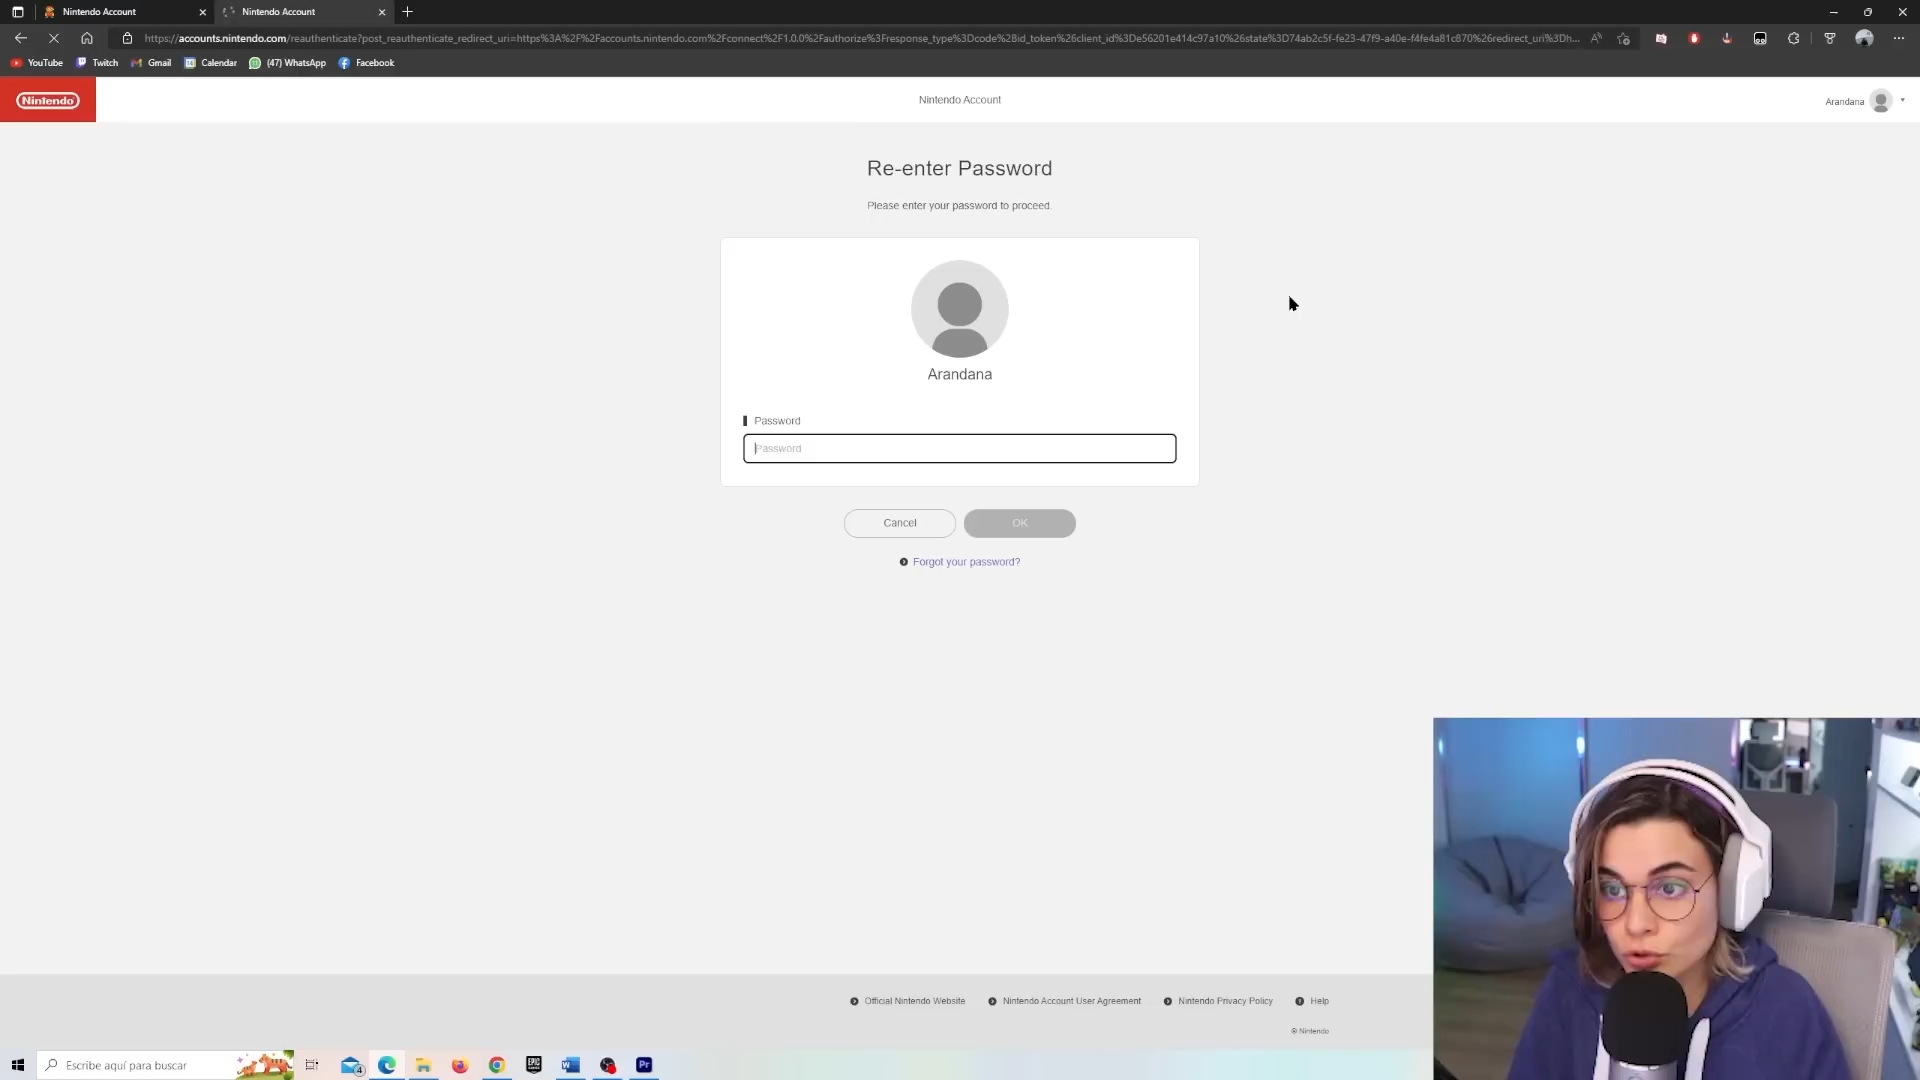 Nintendo Account
Nintendo Account
https://accounts.nintendo.com/reauthenticate?post_reauthenticate_redirect_uri=https%3A%2F%2Faccounts.nintendo.com%2Fconnect%2F1.0.0%2Fauthorize%3Fresponse_type%3Dcode%2Bid_token%26client_id%3De56201e414c97a10%26state%3D74ab2c5f-fe23-47f9-a40e-f4fe4a81c870%26redirect_uri%3Dh...
YouTube Twitch Gmail Calendar (47) WhatsApp Facebook
Nintendo
Nintendo Account
Arandana
Re-enter Password
Please enter your password to proceed.
Arandana
Password
Password
Cancel
OK
Forgot your password?
Official Nintendo Website Nintendo Account User Agreement Nintendo Privacy Policy Help
© Nintendo
Escribe aquí para buscar
4
EPIC GAMES
W
Pr